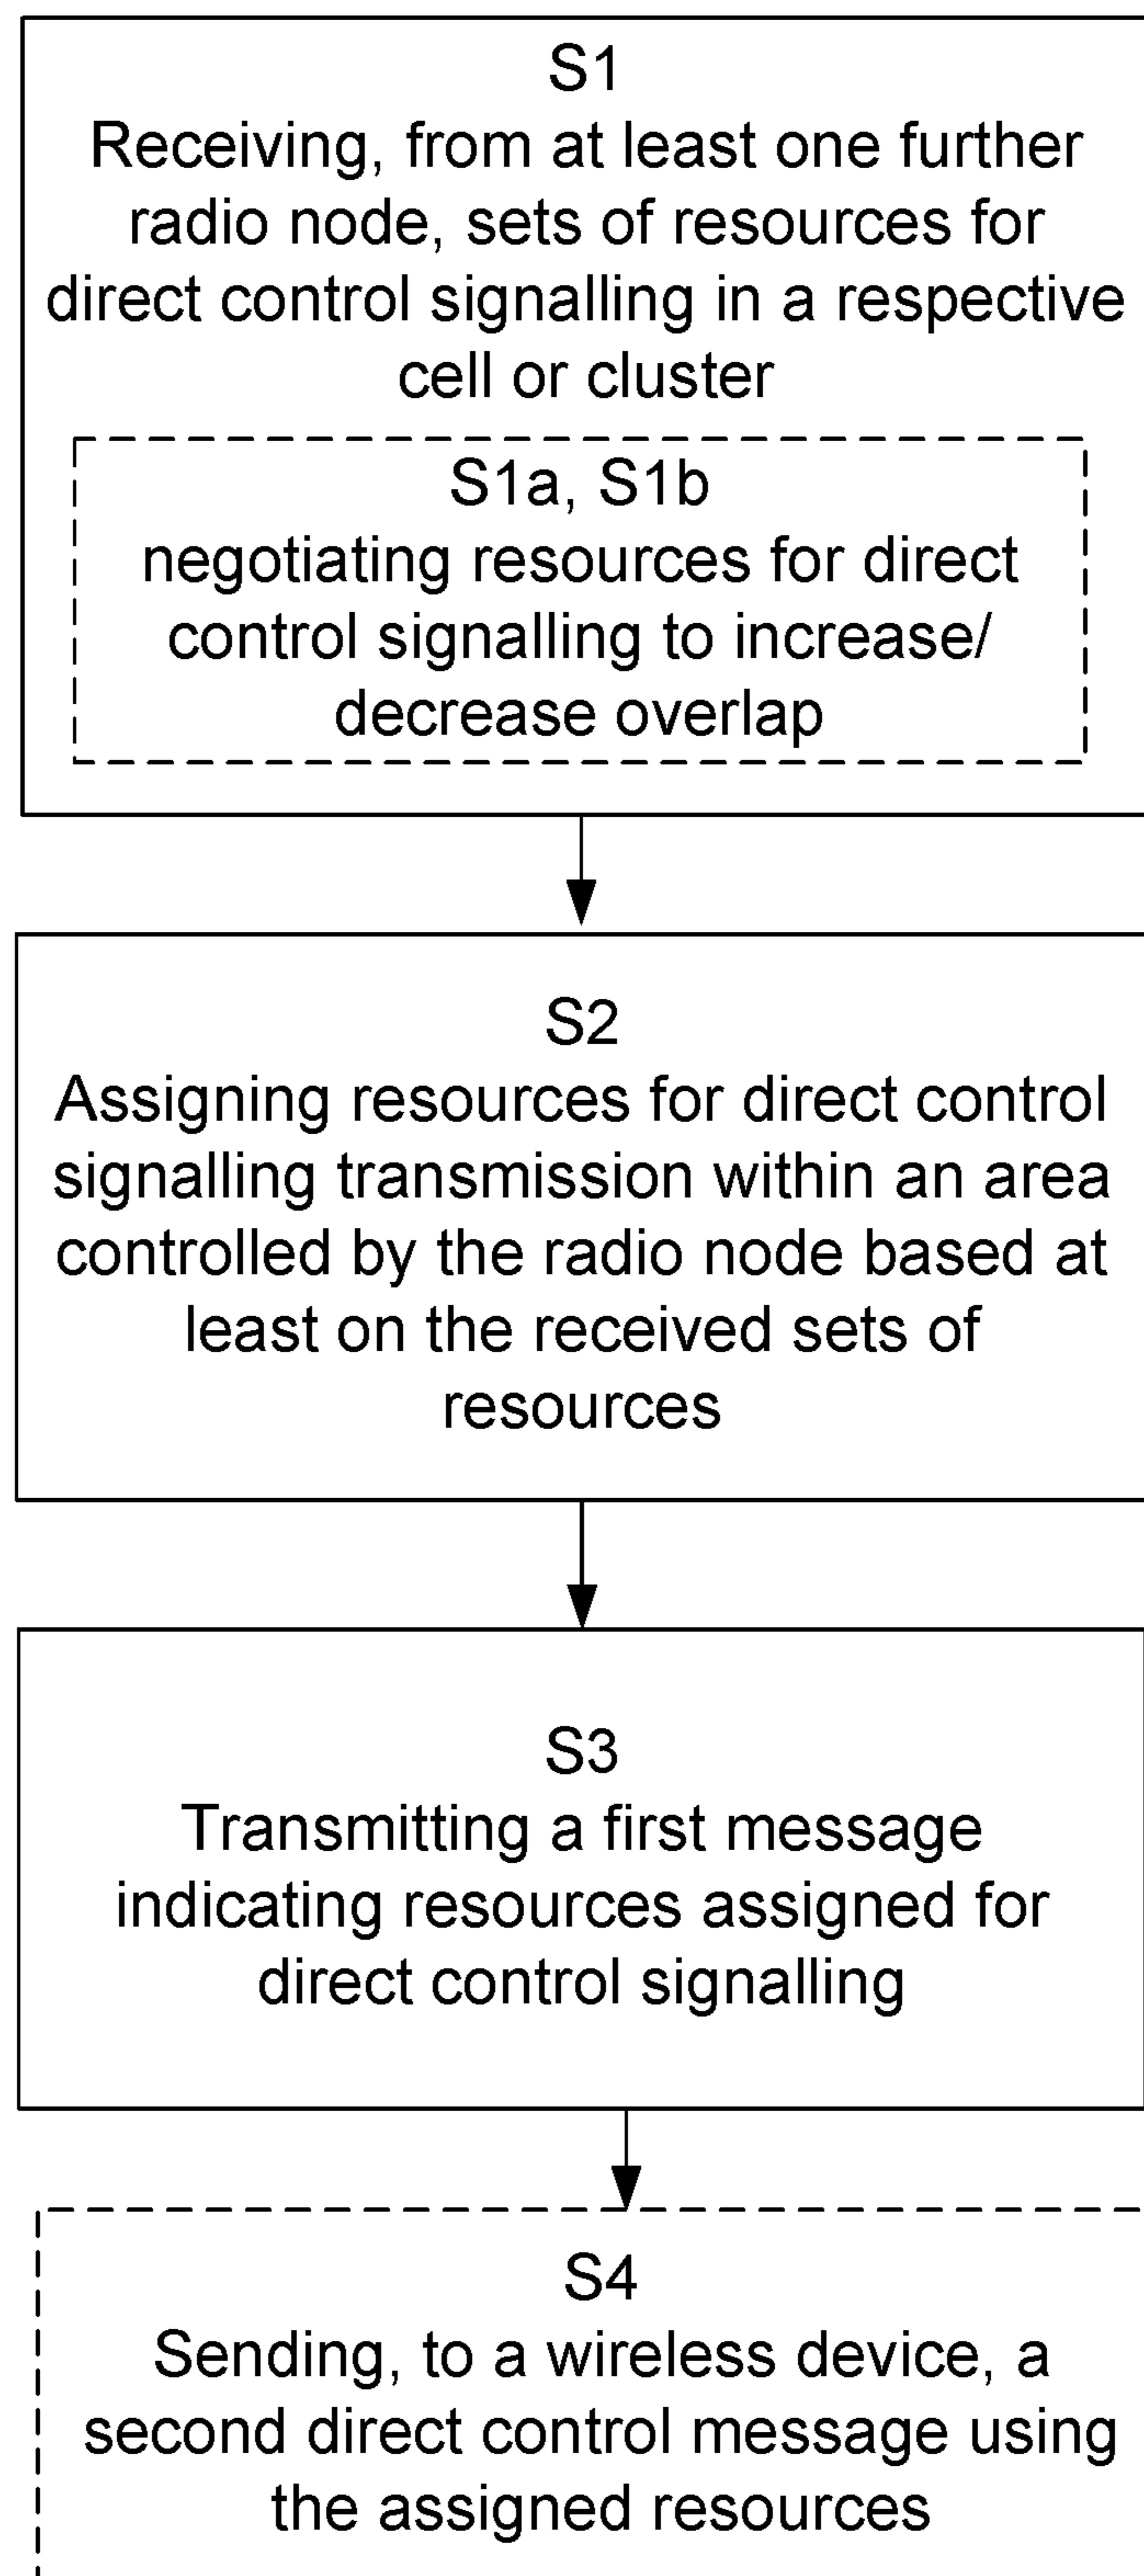 S1
Receiving, from at least one further
radio node, sets of resources for
direct control signalling in a respective
cell or cluster
S1a, S1b
negotiating resources for direct
control signalling to increase/
decrease overlap
S2
Assigning resources for direct control
signalling transmission within an area
controlled by the radio node based at
least on the received sets of
resources
S3
Transmitting a first message
indicating resources assigned for
direct control signalling
S4
Sending, to a wireless device, a
second direct control message using
the assigned resources